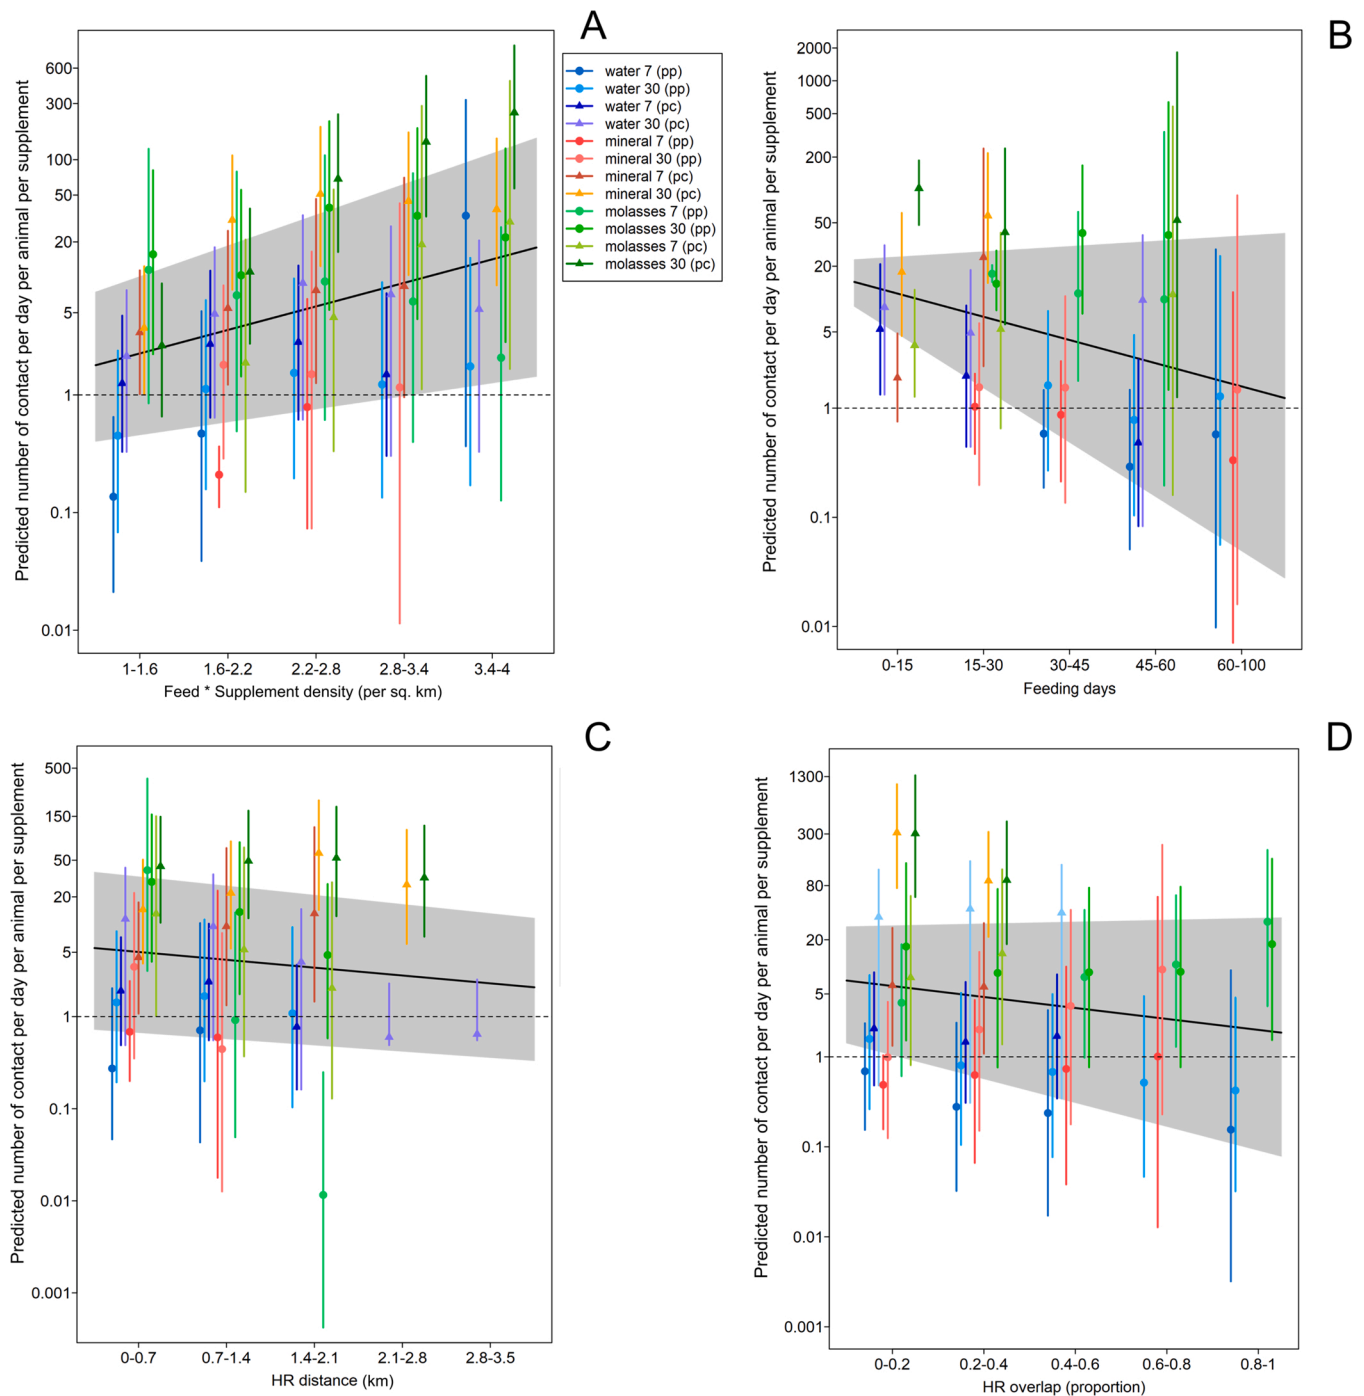 A
Predicted number of contact per day per animal per supplement
600
300
100
50
20
5
1
0.1
0.01
1-1.6
1.6-2.2
2.2-2.8
2.8-3.4
3.4-4
Feed * Supplement density (per sq. km)
water 7 (pp)
water 30 (pp)
water 7 (pc)
water 30 (pc)
mineral 7 (pp)
mineral 30 (pp)
mineral 7 (pc)
mineral 30 (pc)
molasses 7 (pp)
molasses 30 (pp)
molasses 7 (pc)
molasses 30 (pc)
B
Predicted number of contact per day per animal per supplement
2000
1000
500
200
50
20
5
1
0.1
0.01
0-15
15-30
30-45
45-60
60-100
Feeding days
C
Predicted number of contact per day per animal per supplement
500
150
50
20
5
1
0.1
0.01
0.001
0-0.7
0.7-1.4
1.4-2.1
2.1-2.8
2.8-3.5
HR distance (km)
D
Predicted number of contact per day per animal per supplement
1300
300
80
20
5
1
0.1
0.01
0.001
0-0.2
0.2-0.4
0.4-0.6
0.6-0.8
0.8-1
HR overlap (proportion)